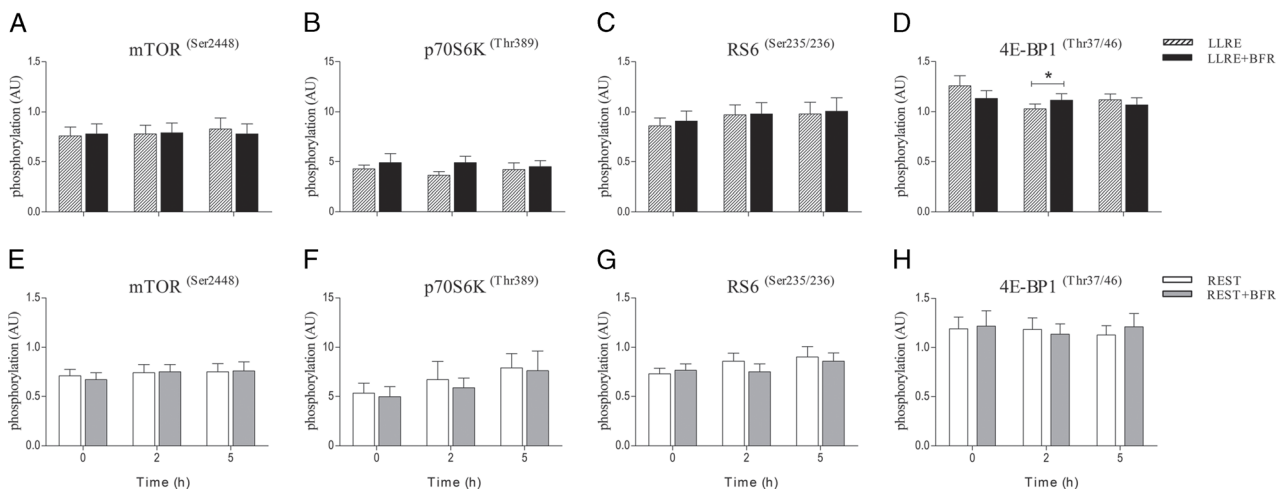 A
B
C
D
mTOR (Ser2448)
p70S6K (Thr389)
RS6 (Ser235/236)
4E-BP1 (Thr37/46)
LLRE
LLRE+BFR
phosphorylation (AU)
1.5
1.0
0.5
0.0
phosphorylation (AU)
15
10
5
0
phosphorylation (AU)
1.5
1.0
0.5
0.0
phosphorylation (AU)
1.5
1.0
0.5
0.0
*
E
F
G
H
mTOR (Ser2448)
p70S6K (Thr389)
RS6 (Ser235/236)
4E-BP1 (Thr37/46)
REST
REST+BFR
phosphorylation (AU)
1.5
1.0
0.5
0.0
0 2 5
Time (h)
phosphorylation (AU)
15
10
5
0
0 2 5
Time (h)
phosphorylation (AU)
1.5
1.0
0.5
0.0
0 2 5
Time (h)
phosphorylation (AU)
1.5
1.0
0.5
0.0
0 2 5
Time (h)